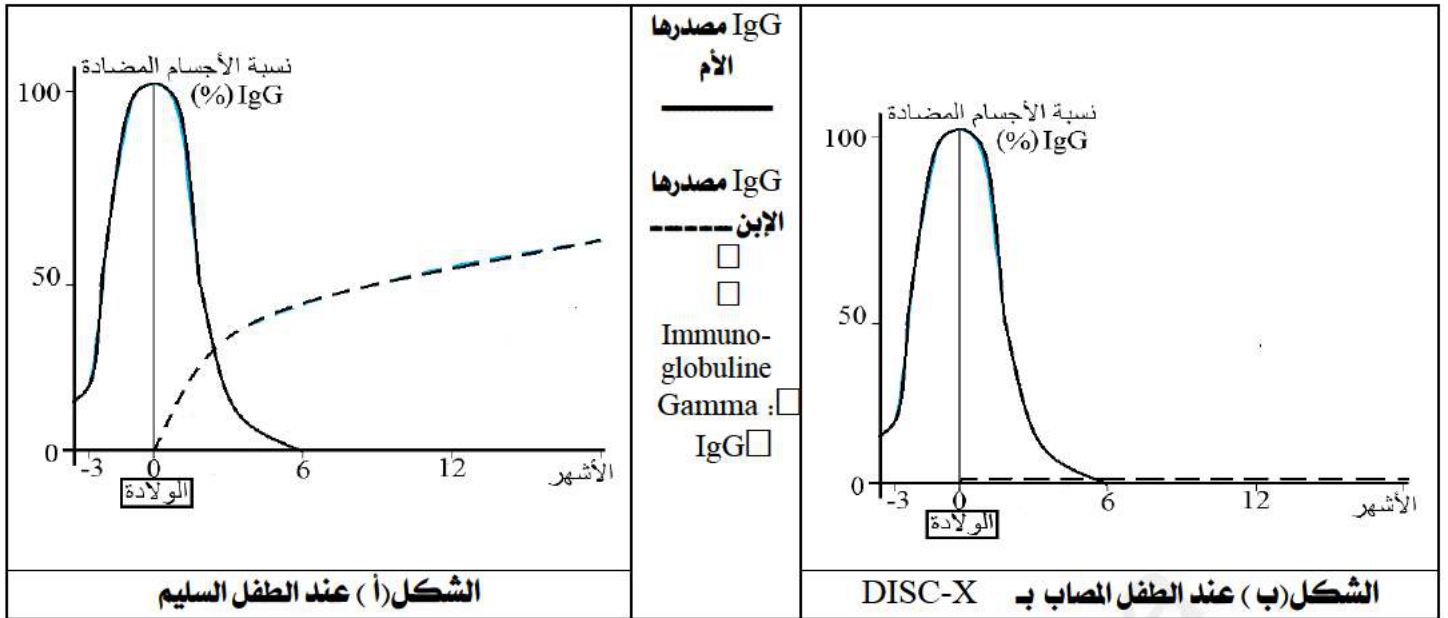 نسبة الأجسام المضادة
IgG (%)
100
50
0
-3
0
6
12
الأشهر
الولادة
الشكل(أ) عند الطفل السليم
IgG مصدرها
الأم
IgG مصدرها
الإبن
Immuno-
globuline
Gamma :
IgG
نسبة الأجسام المضادة
IgG (%)
100
50
0
-3
0
6
12
الأشهر
الولادة
الشكل(ب) عند الطفل المصاب بـ DISC-X